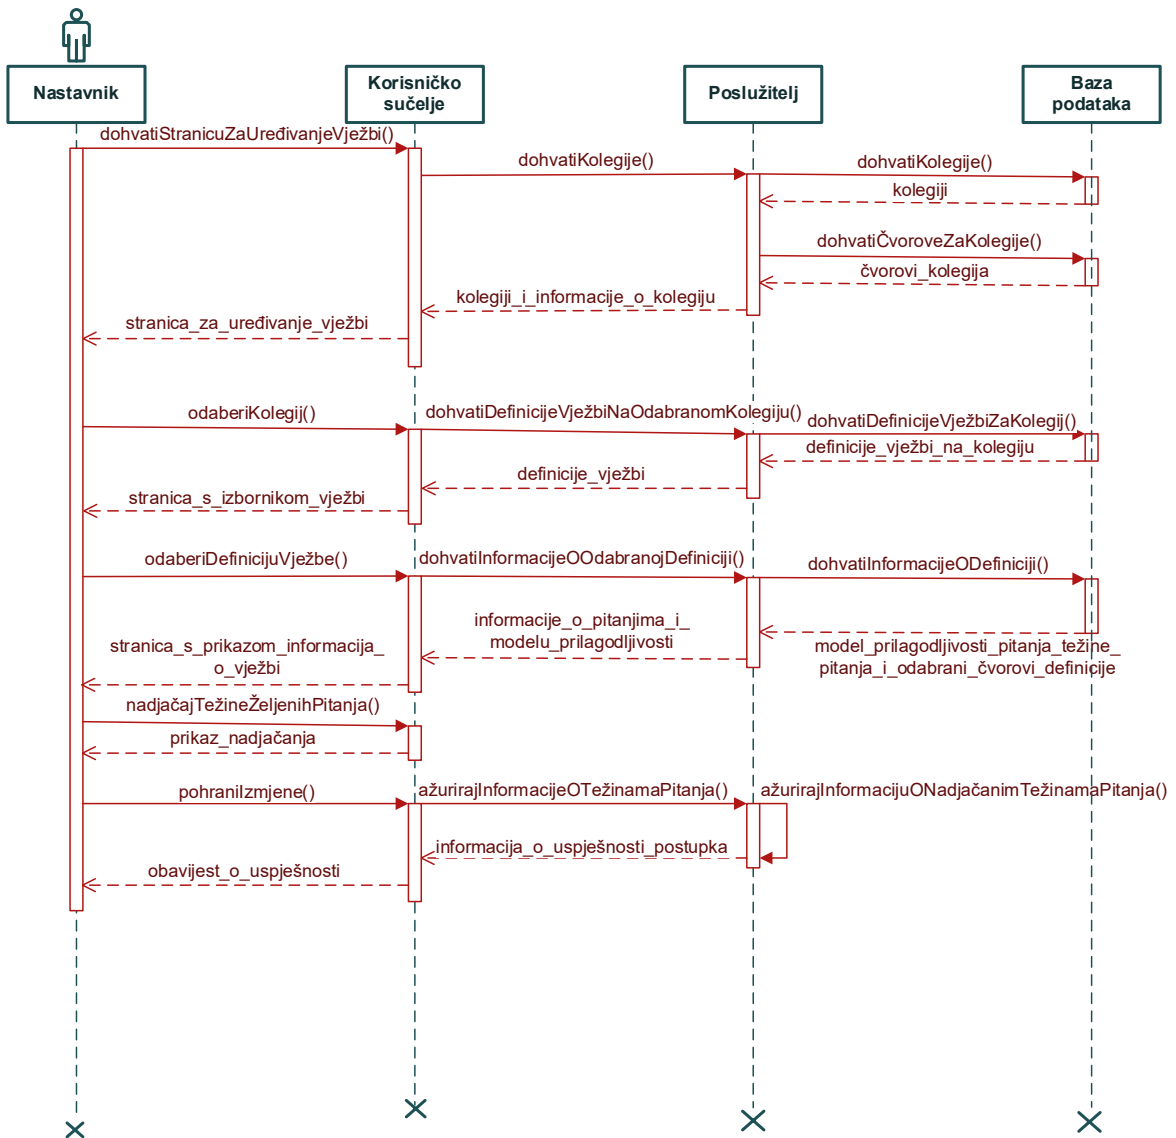 Nastavnik
Korisničko
sučelje
Poslužitelj
Baza
podataka
dohvatiStranicuZaUređivanjeVježbi()
dohvatiKolegije()
dohvatiKolegije()
kolegiji
dohvatiČvoroveZaKolegije()
čvorovi_kolegija
kolegiji_i_informacije_o_kolegiju
stranica_za_uređivanje_vježbi
odaberiKolegij()
dohvatiDefinicijeVježbiNaOdabranomKolegiju()
dohvatiDefinicijeVježbiZaKolegij()
definicije_vježbi_na_kolegiju
definicije_vježbi
stranica_s_izbornikom_vježbi
odaberiDefinicijuVježbe()
dohvatiInformacijeOOdabranojDefiniciji()
dohvatiInformacijeODefiniciji()
informacije_o_pitanjima_i_
modelu_prilagodljivosti
model_prilagodljivosti_pitanja_težine_
pitanja_i_odabrani_čvorovi_definicije
stranica_s_prikazom_informacija_
o_vježbi
nadjačajTežineŽeljenihPitanja()
prikaz_nadjačanja
pohraniIzmjene()
ažurirajInformacijeOTežinamaPitanja()
ažurirajInformacijuONadjačanimTežinamaPitanja()
informacija_o_uspješnosti_postupka
obavijest_o_uspješnosti